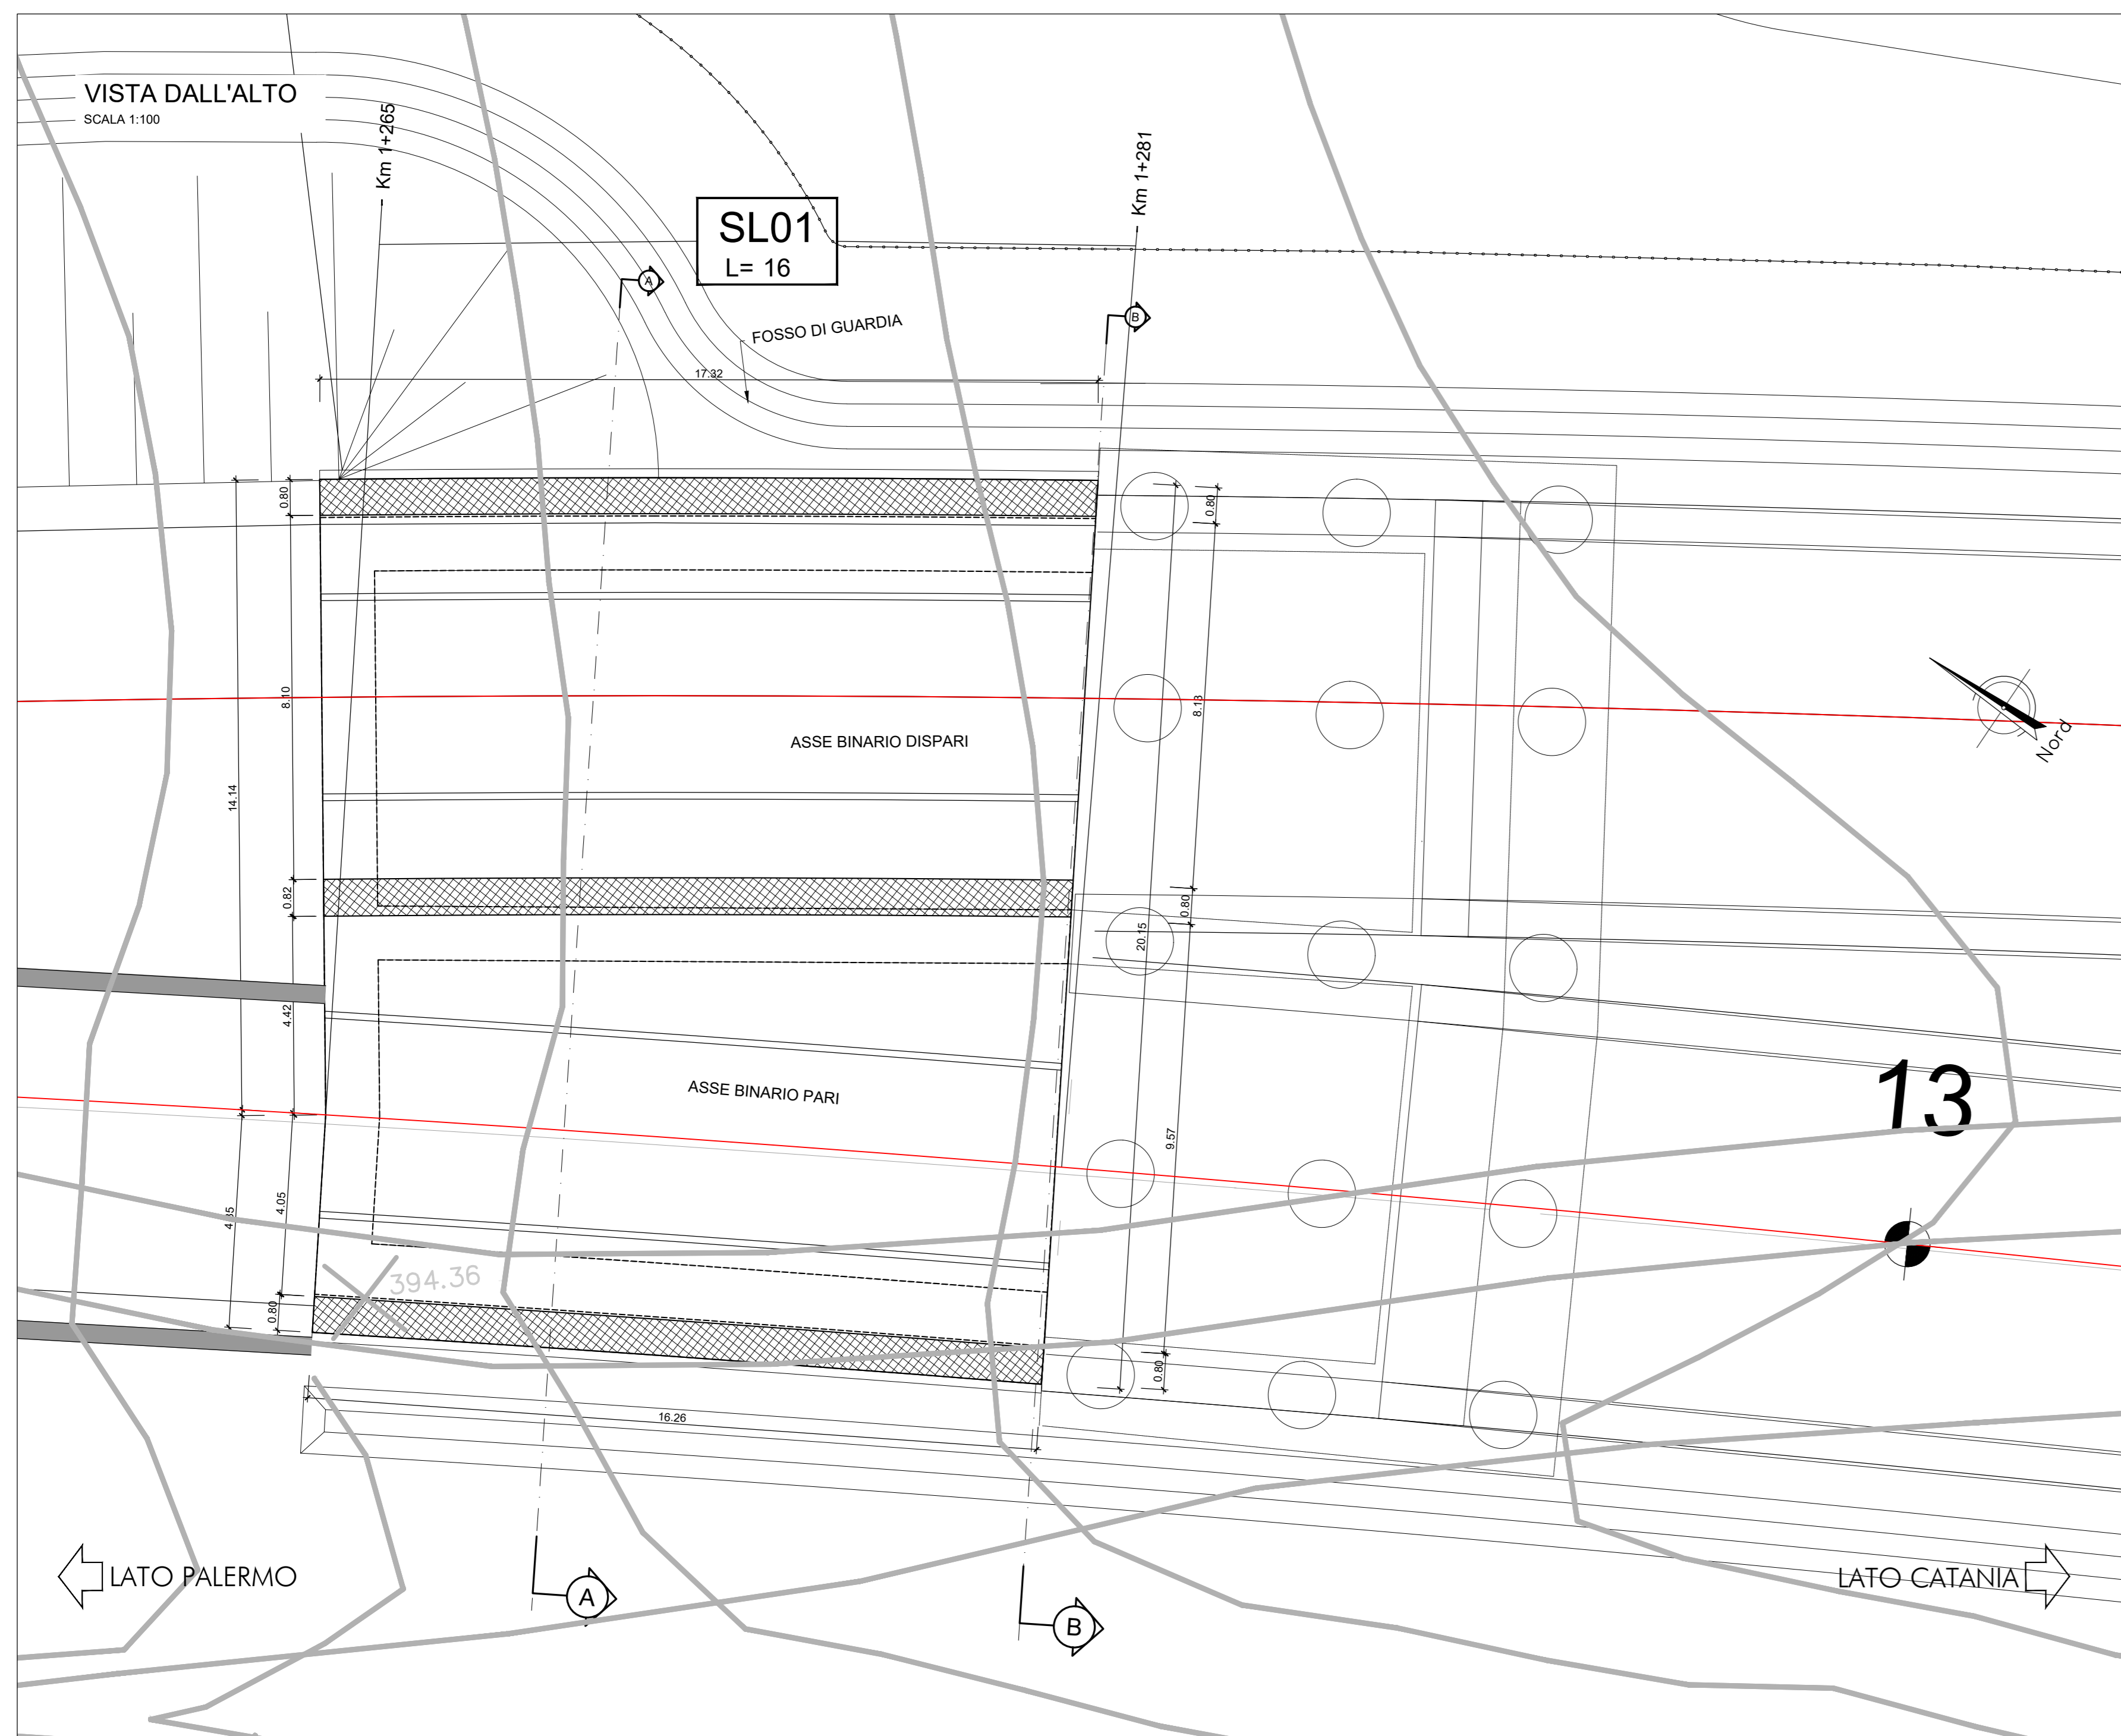 VISTA DALL'ALTO
SCALA 1:100
Km 1+265
Km 1+281
SL01
L= 16
A
B
FOSSO DI GUARDIA
17.32
0.80
0.80
8.10
8.13
ASSE BINARIO DISPARI
Nord
14.14
0.82
0.80
20.15
4.42
ASSE BINARIO PARI
13
9.57
4.05
4.85
394.36
0.80
0.80
16.26
LATO PALERMO
A
B
LATO CATANIA